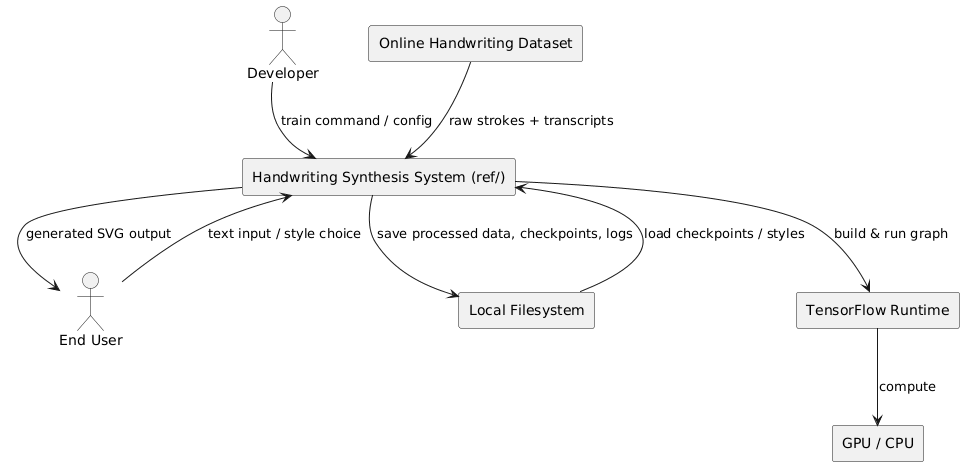 Developer
Online Handwriting Dataset
train command / config
raw strokes + transcripts
Handwriting Synthesis System (ref/)
generated SVG output
text input / style choice
save processed data, checkpoints, logs
load checkpoints / styles
build & run graph
End User
Local Filesystem
TensorFlow Runtime
compute
GPU / CPU